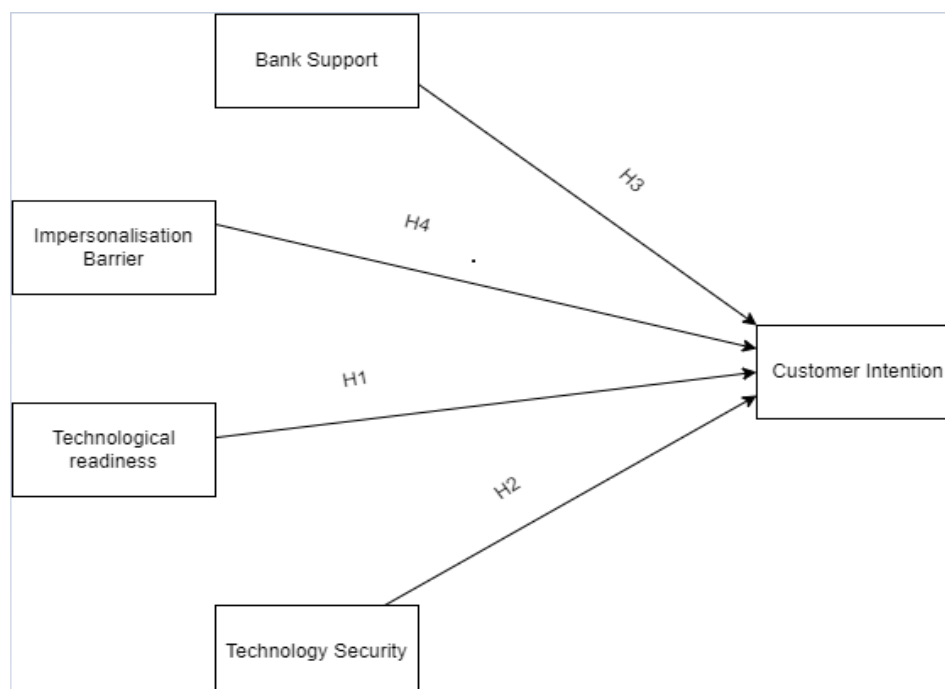 Bank Support
H3
H4
Impersonalisation
Barrier
H1
Customer Intention
Technological
readiness
H2
Technology Security